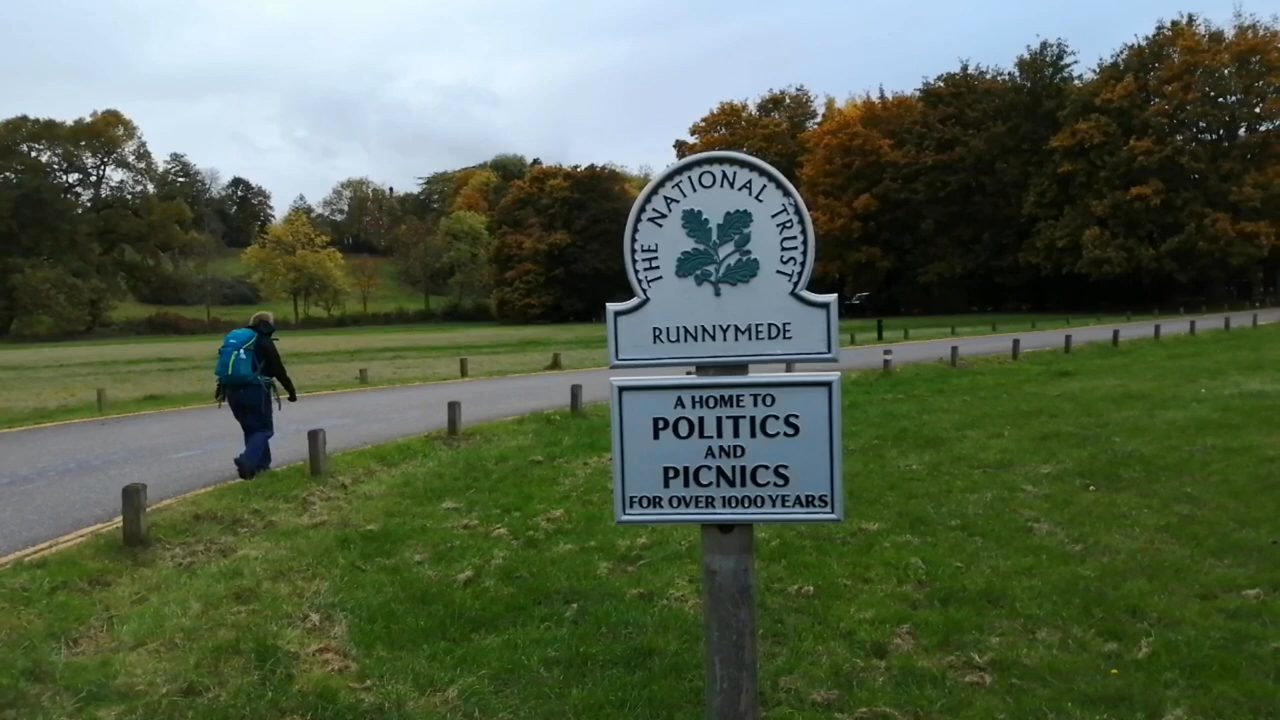 THE NATIONAL TRUST
RUNNYMEDE
A HOME TO
POLITICS
AND
PICNICS
FOR OVER 1000 YEARS